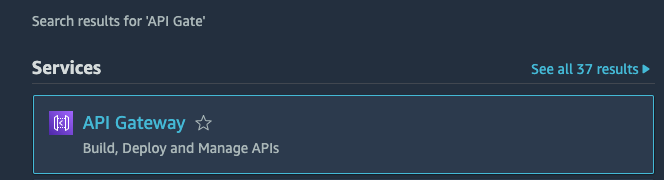 Search results for 'API Gate'
Services
See all 37 results
API Gateway
Build, Deploy and Manage APIs